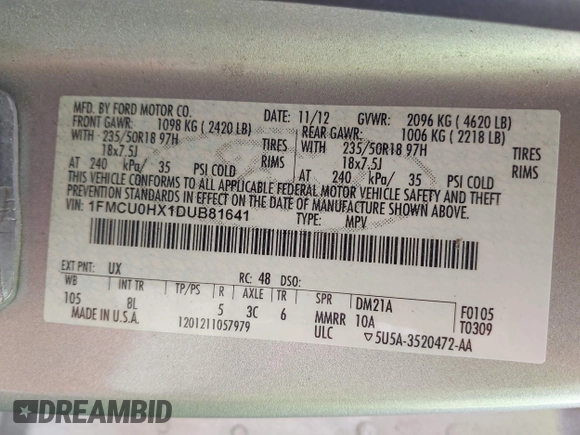 MFD. BY FORD MOTOR CO.
DATE: 11/12 GVWR: 2096 KG ( 4620 LB)
FRONT GAWR: 1098 KG ( 2420 LB) REAR GAWR: 1006 KG ( 2218 LB)
WITH 235/50R18 97H TIRES WITH 235/50R18 97H TIRES
18x7.5J RIMS 18x7.5J RIMS
AT 240 kPa/ 35 PSI COLD AT 240 kPa/ 35 PSI COLD
THIS VEHICLE CONFORMS TO ALL APPLICABLE FEDERAL MOTOR VEHICLE SAFETY AND THEFT
PREVENTION STANDARDS IN EFFECT ON THE DATE OF MANUFACTURE SHOWN ABOVE.
VIN: 1FMCU0HX1DUB81641
TYPE: MPV
EXT PNT: UX RC: 48 DSO:
WB INT TR TP/PS R AXLE TR SPR DM21A F0105
105 8L 5 3C 6 MMRR 10A T0309
MADE IN U.S.A. 1201211057979 ULC ▽5U5A-3520472-AA
DREAMBID